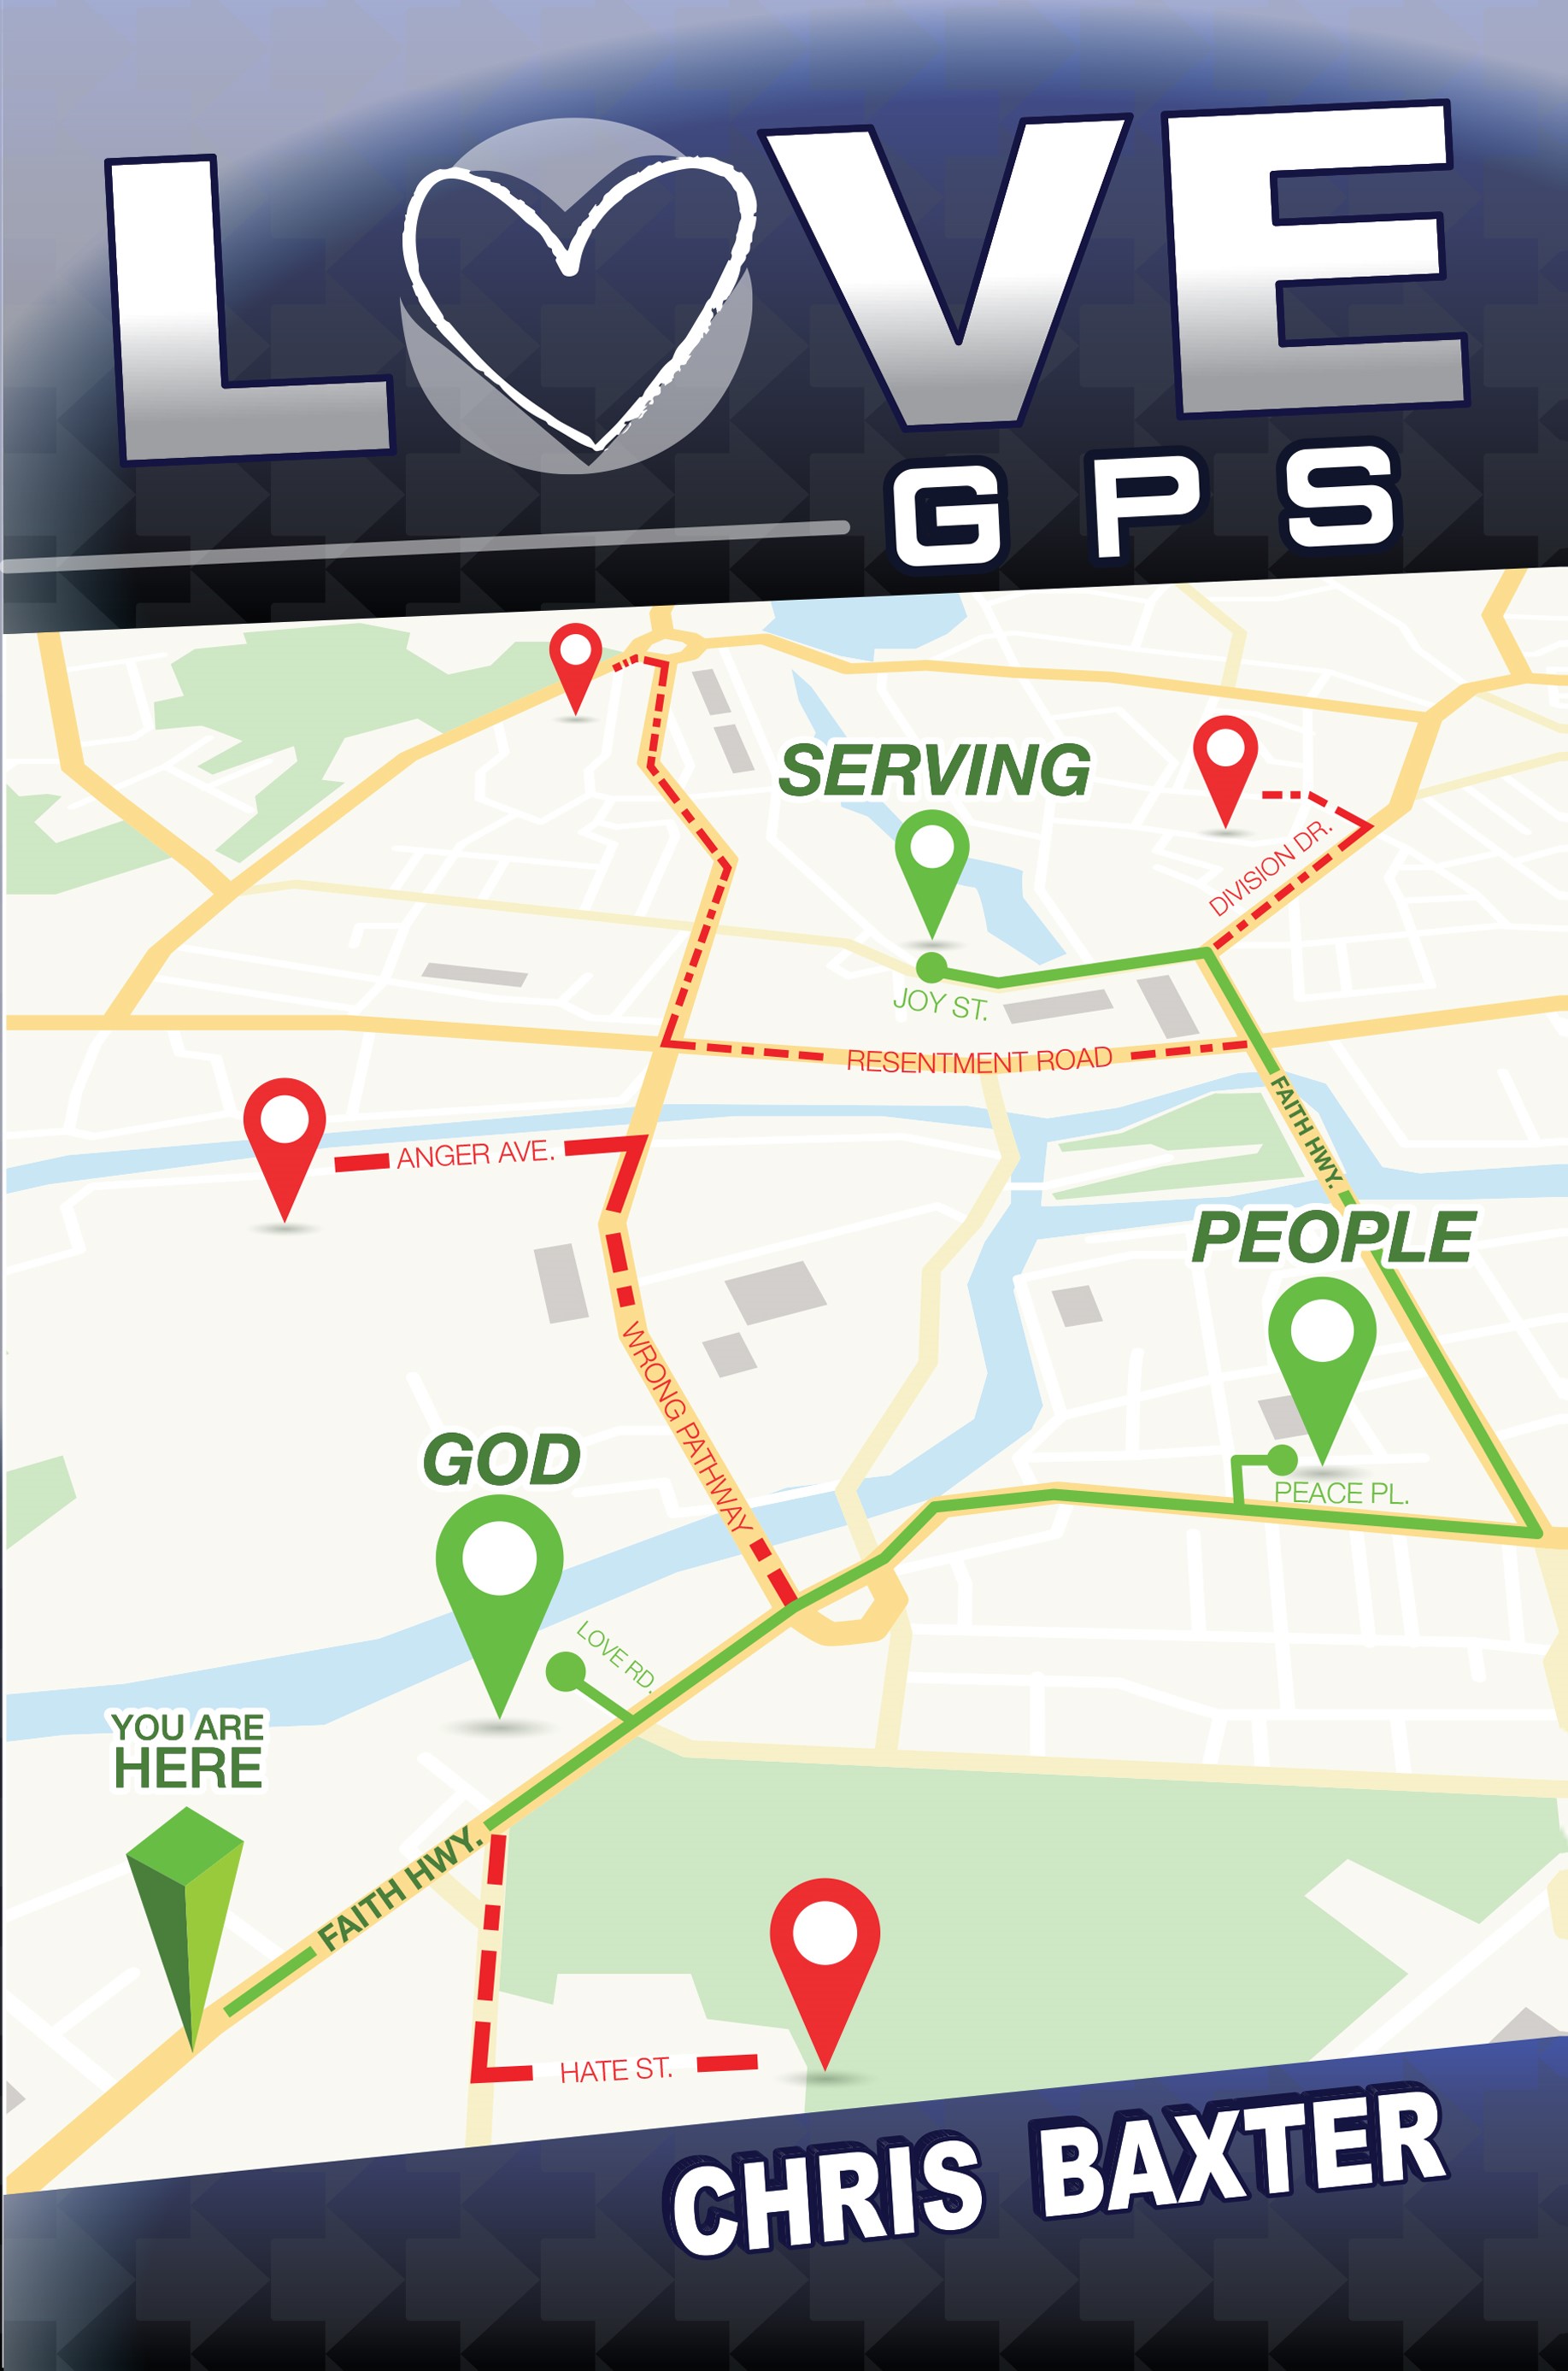 LOVE
GPS
SERVING
DIVISION DR.
JOY ST.
RESENTMENT ROAD
FAITH HWY.
ANGER AVE.
PEOPLE
WRONG PATHWAY
GOD
PEACE PL.
LOVE RD.
YOU ARE
HERE
FAITH HWY.
HATE ST.
CHRIS BAXTER